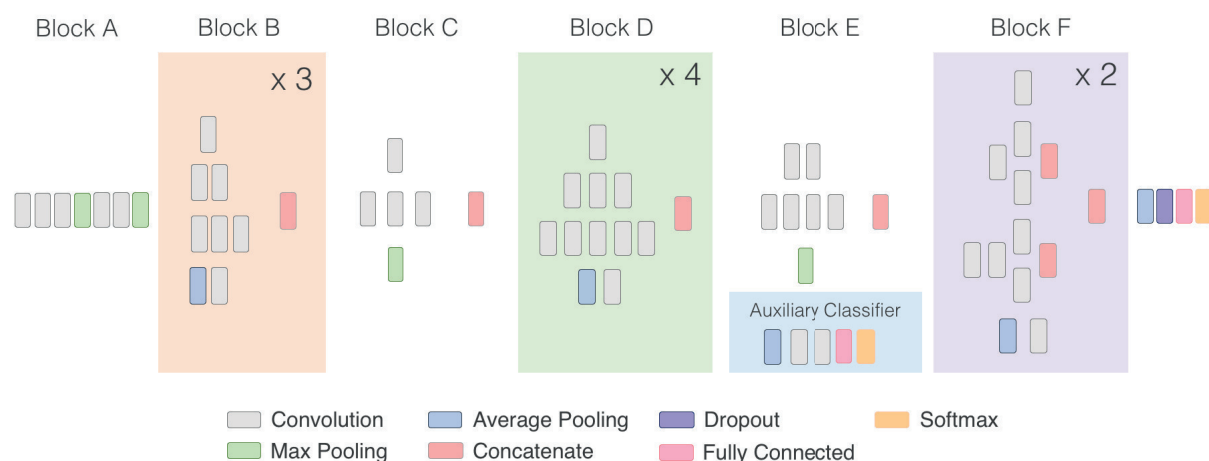 Block A
Block B
Block C
Block D
Block E
Block F
x 3
x 4
x 2
Auxiliary Classifier
Convolution
Average Pooling
Dropout
Softmax
Max Pooling
Concatenate
Fully Connected